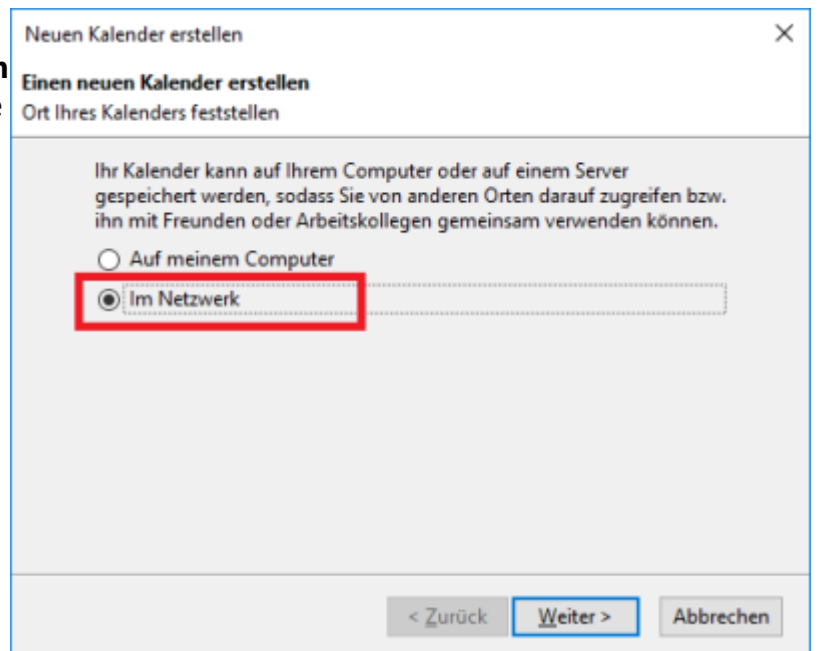 Neuen Kalender erstellen
n
Einen neuen Kalender erstellen
e
Ort Ihres Kalenders feststellen
Ihr Kalender kann auf Ihrem Computer oder auf einem Server
gespeichert werden, sodass Sie von anderen Orten darauf zugreifen bzw.
ihn mit Freunden oder Arbeitskollegen gemeinsam verwenden können.
Auf meinem Computer
Im Netzwerk
< Zurück Weiter > Abbrechen